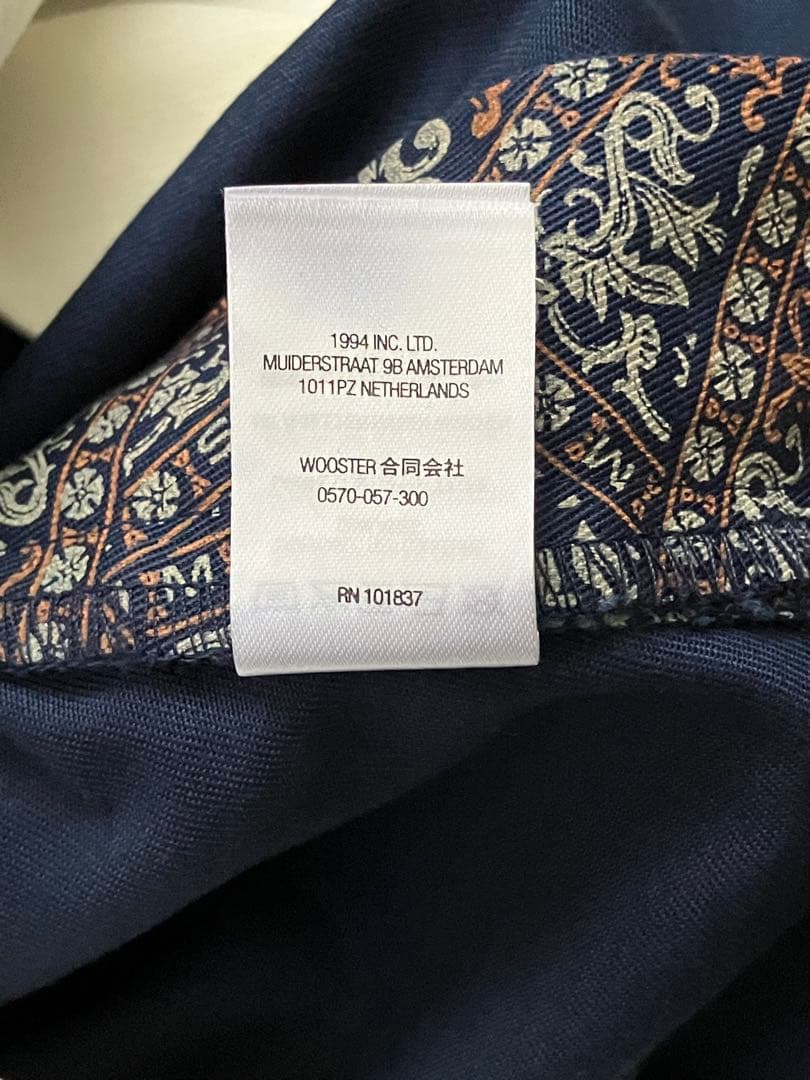 1994 INC. LTD.
MUIDERSTRAAT 9B AMSTERDAM
1011PZ NETHERLANDS
WOOSTER 合同会社
0570-057-300
RN 101837